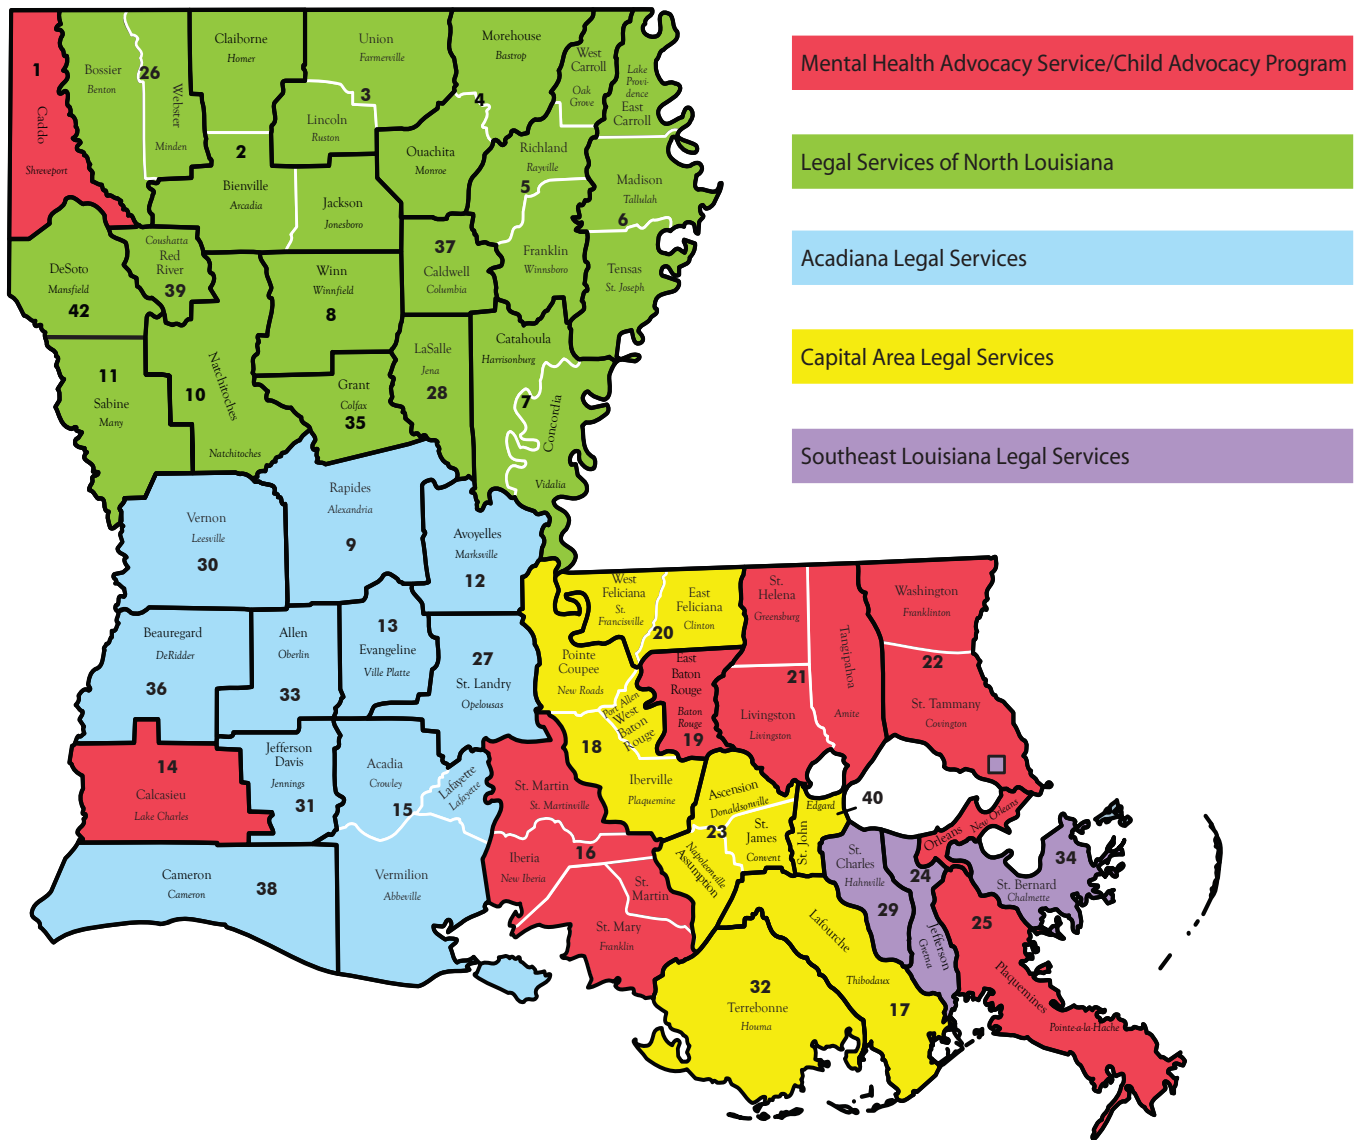 Mental Health Advocacy Service/Child Advocacy Program
Legal Services of North Louisiana
Acadiana Legal Services
Capital Area Legal Services
Southeast Louisiana Legal Services
1
Caddo
Shreveport
Bossier
Benton
26
Webster
Minden
Claiborne
Homer
2
Bienville
Arcadia
Union
Farmerville
3
Lincoln
Ruston
Jackson
Jonesboro
Morehouse
Bastrop
4
Ouachita
Monroe
West
Carroll
Oak
Grove
Lake
Provi-
dence
East
Carroll
Richland
Rayville
5
Franklin
Winnsboro
Madison
Tallulah
6
Tensas
St. Joseph
DeSoto
Mansfield
42
Coushatta
Red
River
39
Winn
Winnfield
8
37
Caldwell
Columbia
11
Sabine
Many
10
Natchitoches
Natchitoches
Grant
Colfax
35
LaSalle
Jena
28
Catahoula
Harrisonburg
7
Concordia
Vidalia
Vernon
Leesville
30
Rapides
Alexandria
9
Avoyelles
Marksville
12
Beauregard
DeRidder
36
Allen
Oberlin
33
13
Evangeline
Ville Platte
27
St. Landry
Opelousas
14
Calcasieu
Lake Charles
Jefferson
Davis
Jennings
31
Acadia
Crowley
15
Lafayette
Lafayette
Cameron
Cameron
38
Vermilion
Abbeville
St. Martin
St. Martinville
Iberia
New Iberia
16
St.
Martin
St. Mary
Franklin
West
Feliciana
St.
Francisville
20
East
Feliciana
Clinton
Pointe
Coupee
New Roads
Port Allen
West
Baton
Rouge
18
Iberville
Plaquemine
East
Baton
Rouge
Baton
Rouge
19
St.
Helena
Greensburg
21
Livingston
Livingston
Tangipahoa
Amite
Washington
Franklinton
22
St. Tammany
Covington
Ascension
Donaldsonville
23
St.
James
Convent
Napoleonville
Assumption
Edgard
St. John
40
St.
Charles
Hahnville
29
24
Jefferson
Gretna
Orleans
New Orleans
34
St. Bernard
Chalmette
25
Plaquemines
Pointe-a-la-Hache
Lafourche
Thibodaux
17
32
Terrebonne
Houma